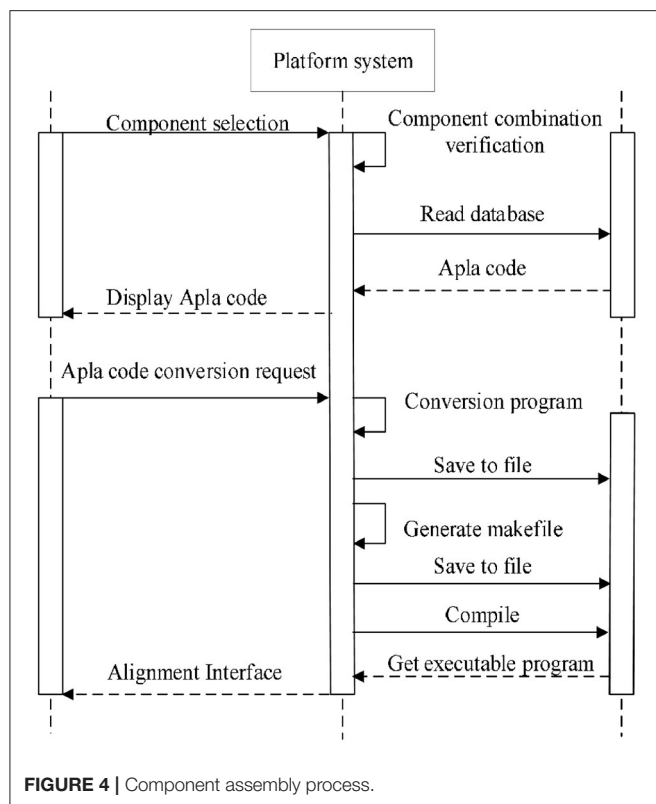 Platform system
Component selection
Component combination
verification
Read database
Apla code
Display Apla code
Apla code conversion request
Conversion program
Save to file
Generate makefile
Save to file
Compile
Get executable program
Alignment Interface
FIGURE 4 | Component assembly process.